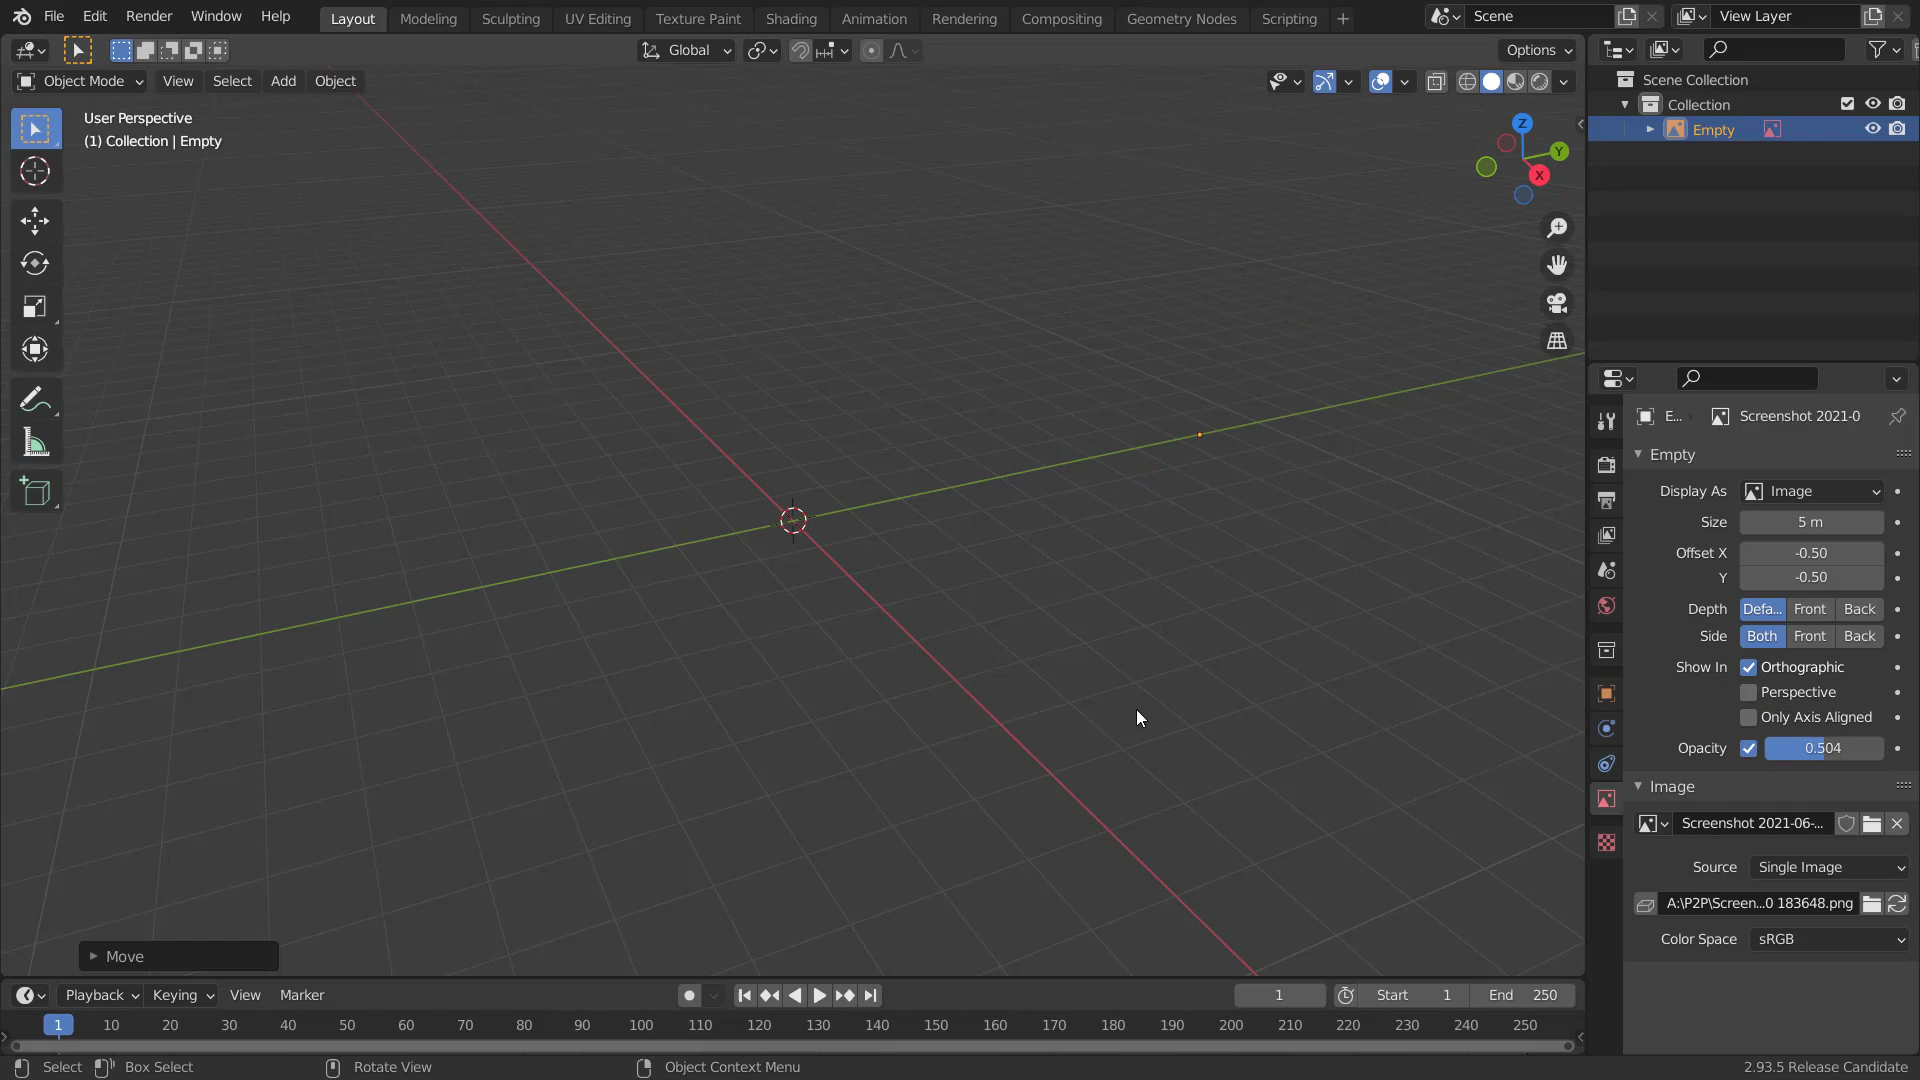 File Edit Render Window Help Layout Modeling Sculpting UV Editing Texture Paint Shading Animation Rendering Compositing Geometry Nodes Scripting + Scene View Layer
Global Options
Object Mode View Select Add Object
User Perspective
(1) Collection | Empty
Z
Y
X
Scene Collection
Collection
Empty
E... Screenshot 2021-0
Empty
Display As Image
Size 5 m
Offset X -0.50
Y -0.50
Depth Defa... Front Back
Side Both Front Back
Show In Orthographic
Perspective
Only Axis Aligned
Opacity 0.504
Image
Screenshot 2021-06-...
Source Single Image
A:\P2P\Screen...0 183648.png
Color Space sRGB
Move
Playback Keying View Marker 1 Start 1 End 250
1 10 20 30 40 50 60 70 80 90 100 110 120 130 140 150 160 170 180 190 200 210 220 230 240 250
Select Box Select Rotate View Object Context Menu 2.93.5 Release Candidate